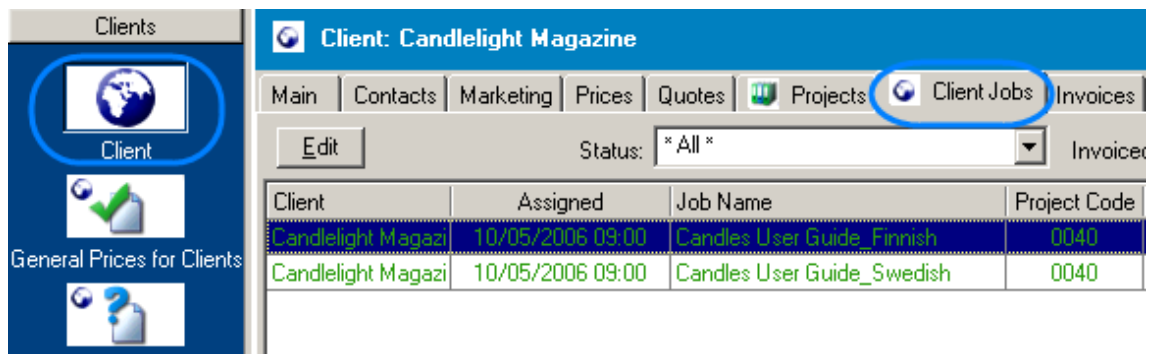 Clients
Client
General Prices for Clients
Client: Candlelight Magazine
Main Contacts Marketing Prices Quotes Projects Client Jobs Invoices
Edit Status: * All * Invoiced
Client Assigned Job Name Project Code
Candlelight Magazi 10/05/2006 09:00 Candles User Guide_Finnish 0040
Candlelight Magazi 10/05/2006 09:00 Candles User Guide_Swedish 0040